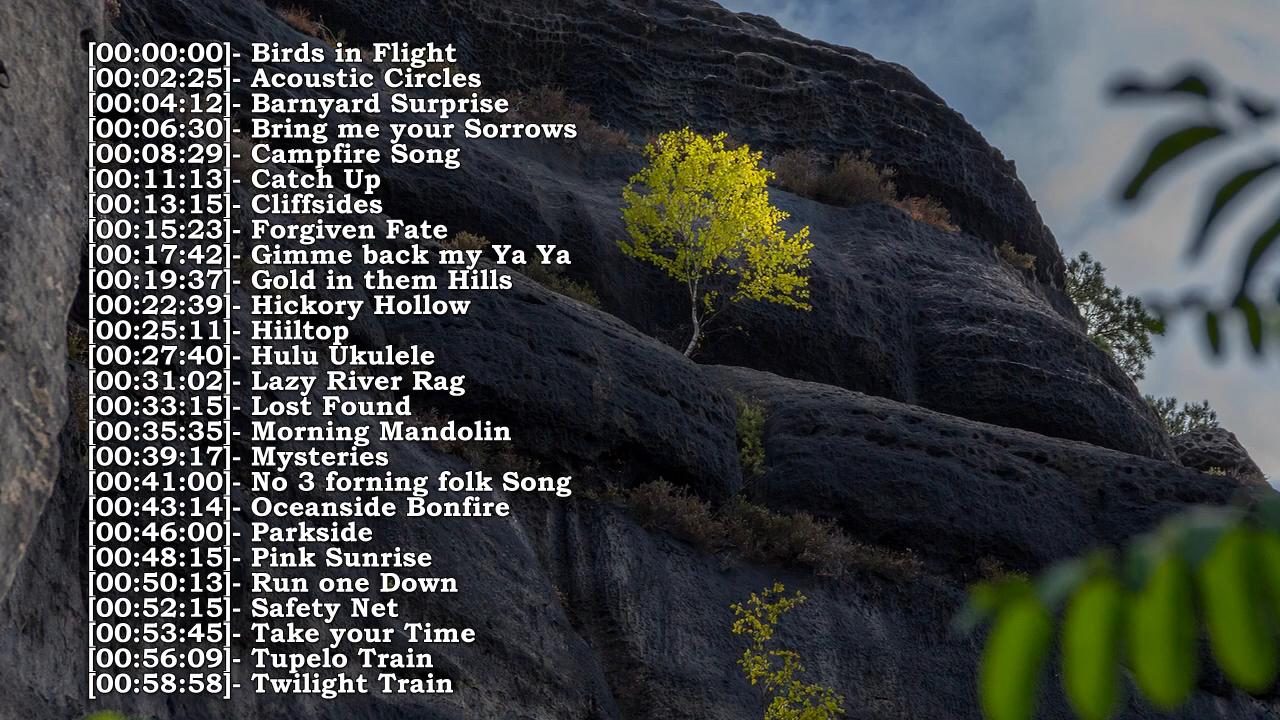 [00:00:00]- Birds in Flight
[00:02:25]- Acoustic Circles
[00:04:12]- Barnyard Surprise
[00:06:30]- Bring me your Sorrows
[00:08:29]- Campfire Song
[00:11:13]- Catch Up
[00:13:15]- Cliffsides
[00:15:23]- Forgiven Fate
[00:17:42]- Gimme back my Ya Ya
[00:19:37]- Gold in them Hills
[00:22:39]- Hickory Hollow
[00:25:11]- Hiiltop
[00:27:40]- Hulu Ukulele
[00:31:02]- Lazy River Rag
[00:33:15]- Lost Found
[00:35:35]- Morning Mandolin
[00:39:17]- Mysteries
[00:41:00]- No 3 forning folk Song
[00:43:14]- Oceanside Bonfire
[00:46:00]- Parkside
[00:48:15]- Pink Sunrise
[00:50:13]- Run one Down
[00:52:15]- Safety Net
[00:53:45]- Take your Time
[00:56:09]- Tupelo Train
[00:58:58]- Twilight Train